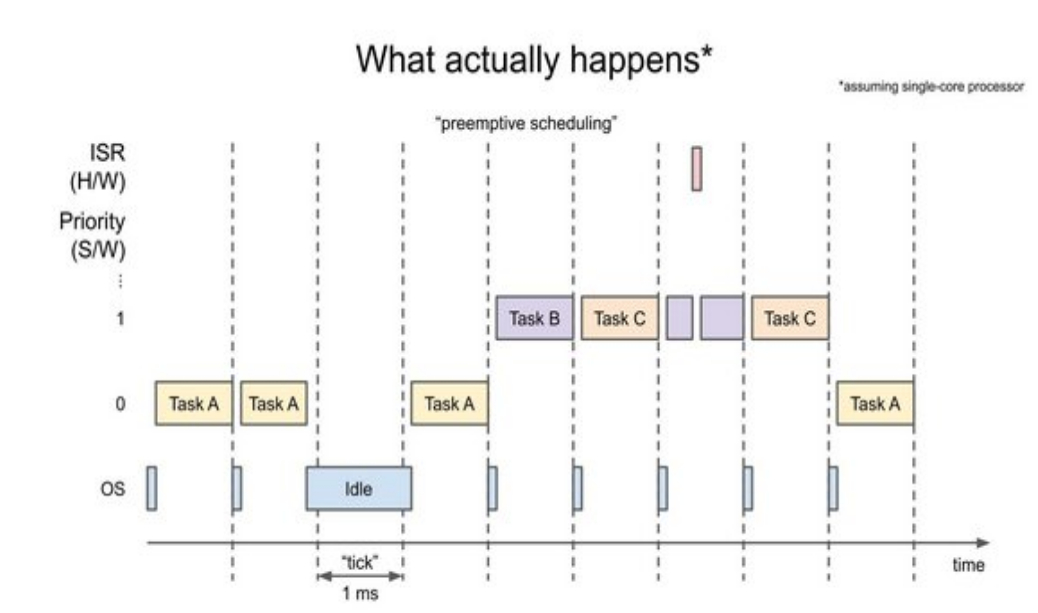 What actually happens*
*assuming single-core processor
“preemptive scheduling”
ISR
(H/W)
Priority
(S/W)
⋮
1
Task B
Task C
Task C
0
Task A
Task A
Task A
Task A
OS
Idle
“tick”
1 ms
time